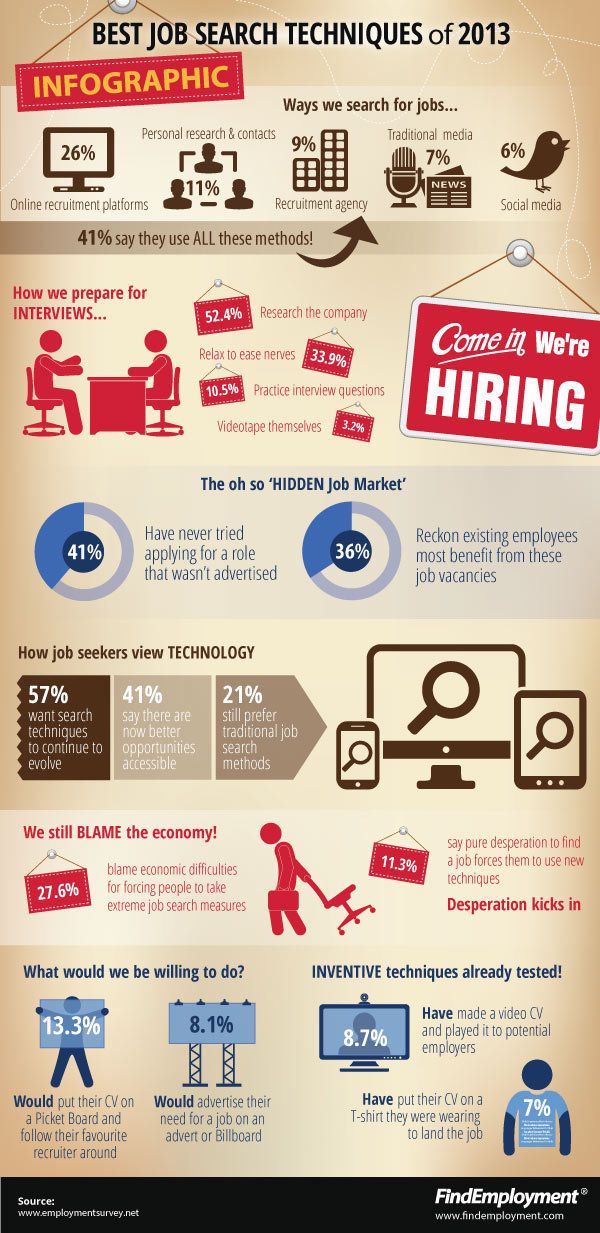 BEST JOB SEARCH TECHNIQUES of 2013
INFOGRAPHIC
Ways we search for jobs...
26%
Online recruitment platforms
Personal research & contacts
11%
9%
Recruitment agency
Traditional media
7%
NEWS
6%
Social media
41% say they use ALL these methods!
How we prepare for
INTERVIEWS...
52.4%
Research the company
Relax to ease nerves
33.9%
10.5%
Practice interview questions
Videotape themselves
3.2%
Come in We're
HIRING
The oh so 'HIDDEN Job Market'
41%
Have never tried
applying for a role
that wasn't advertised
36%
Reckon existing employees
most benefit from these
job vacancies
How job seekers view TECHNOLOGY
57%
want search
techniques
to continue to
evolve
41%
say there are
now better
opportunities
accessible
21%
still prefer
traditional job
search
methods
We still BLAME the economy!
27.6%
blame economic difficulties
for forcing people to take
extreme job search measures
11.3%
say pure desperation to find
a job forces them to use new
techniques
Desperation kicks in
What would we be willing to do?
13.3%
Would put their CV on
a Picket Board and
follow their favourite
recruiter around
8.1%
Would advertise their
need for a job on an
advert or Billboard
INVENTIVE techniques already tested!
8.7%
Have made a video CV
and played it to potential
employers
Have put their CV on a
T-shirt they were wearing
to land the job
7%
Source:
www.employmentsurvey.net
FindEmployment®
www.findemployment.com